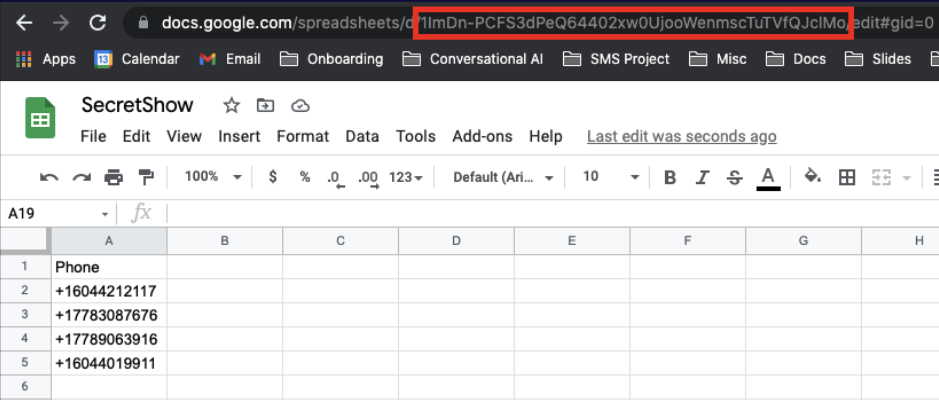 docs.google.com/spreadsheets/d/1ImDn-PCFS3dPeQ64402xw0UjooWenmscTuTVfQJclMo/edit#gid=0
Apps 13 Calendar Email Onboarding Conversational AI SMS Project Misc Docs Slides
SecretShow
File Edit View Insert Format Data Tools Add-ons Help Last edit was seconds ago
100% $ % .0 .00 123 Default (Ari... 10 B I S A
A19 fx
A B C D E F G H
1 Phone
2 +16044212117
3 +17783087676
4 +17789063916
5 +16044019911
6